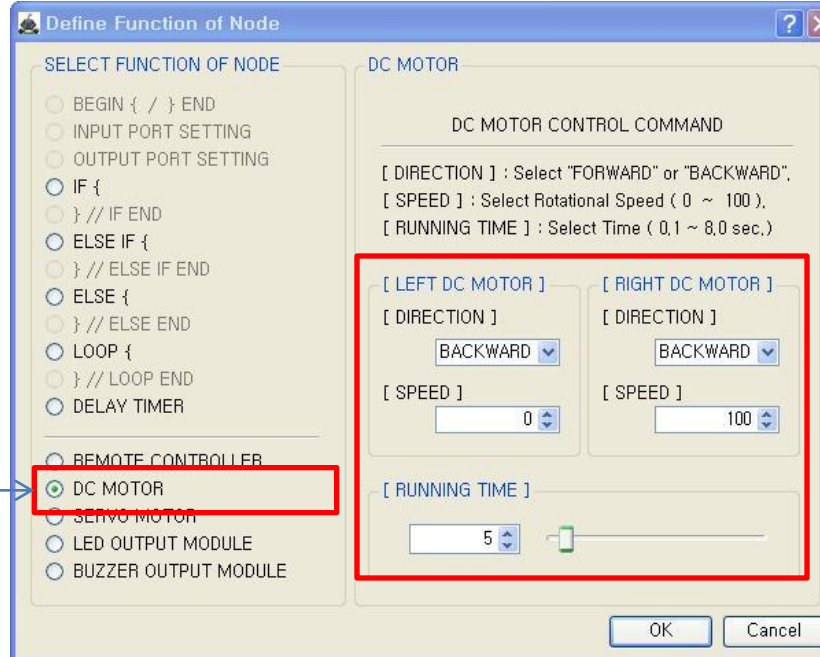 Define Function of Node
SELECT FUNCTION OF NODE
BEGIN { / } END
INPUT PORT SETTING
OUTPUT PORT SETTING
IF {
} // IF END
ELSE IF {
} // ELSE IF END
ELSE {
} // ELSE END
LOOP {
} // LOOP END
DELAY TIMER
REMOTE CONTROLLER
DC MOTOR
SERVO MOTOR
LED OUTPUT MODULE
BUZZER OUTPUT MODULE
DC MOTOR
DC MOTOR CONTROL COMMAND
[ DIRECTION ] : Select "FORWARD" or "BACKWARD",
[ SPEED ] : Select Rotational Speed ( 0 ~ 100 ),
[ RUNNING TIME ] : Select Time ( 0,1 ~ 8,0 sec,)
[ LEFT DC MOTOR ]
[ DIRECTION ]
BACKWARD
[ SPEED ]
0
[ RIGHT DC MOTOR ]
[ DIRECTION ]
BACKWARD
[ SPEED ]
100
[ RUNNING TIME ]
5
OK
Cancel